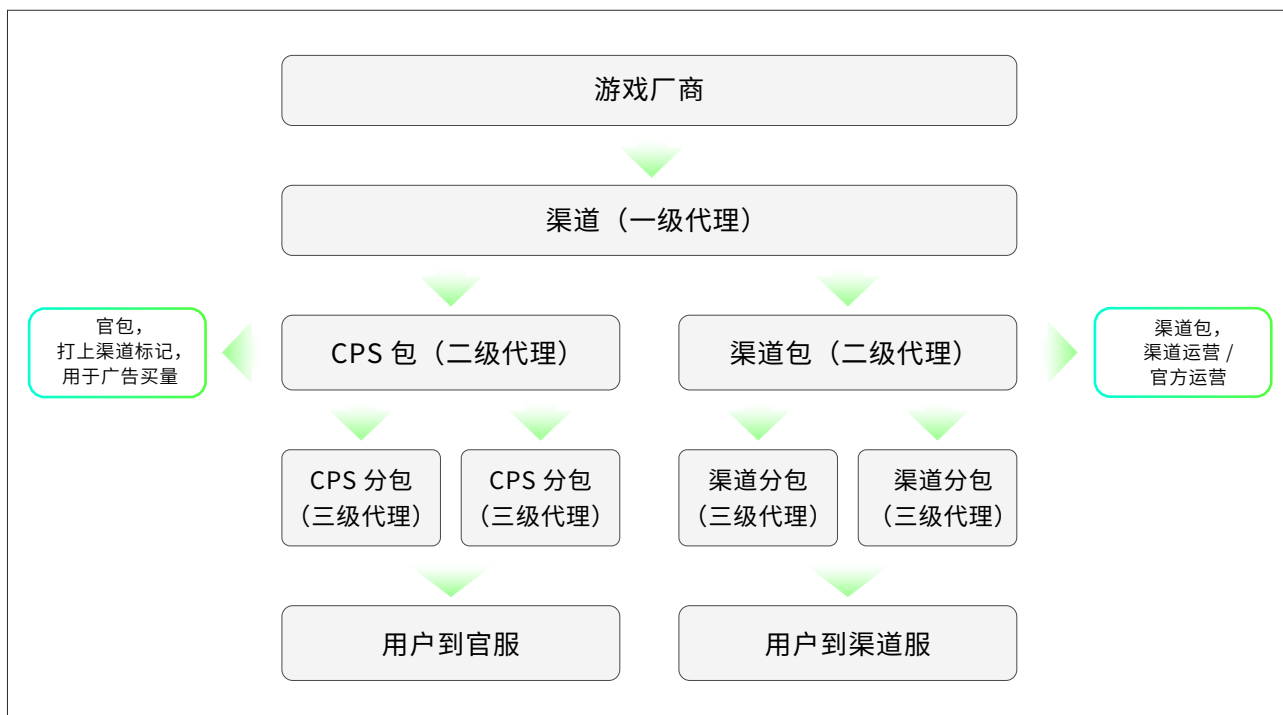 游戏厂商
渠道（一级代理）
官包，
打上渠道标记，
用于广告买量
CPS 包（二级代理）
渠道包（二级代理）
渠道包，
渠道运营 /
官方运营
CPS 分包
（三级代理）
CPS 分包
（三级代理）
渠道分包
（三级代理）
渠道分包
（三级代理）
用户到官服
用户到渠道服